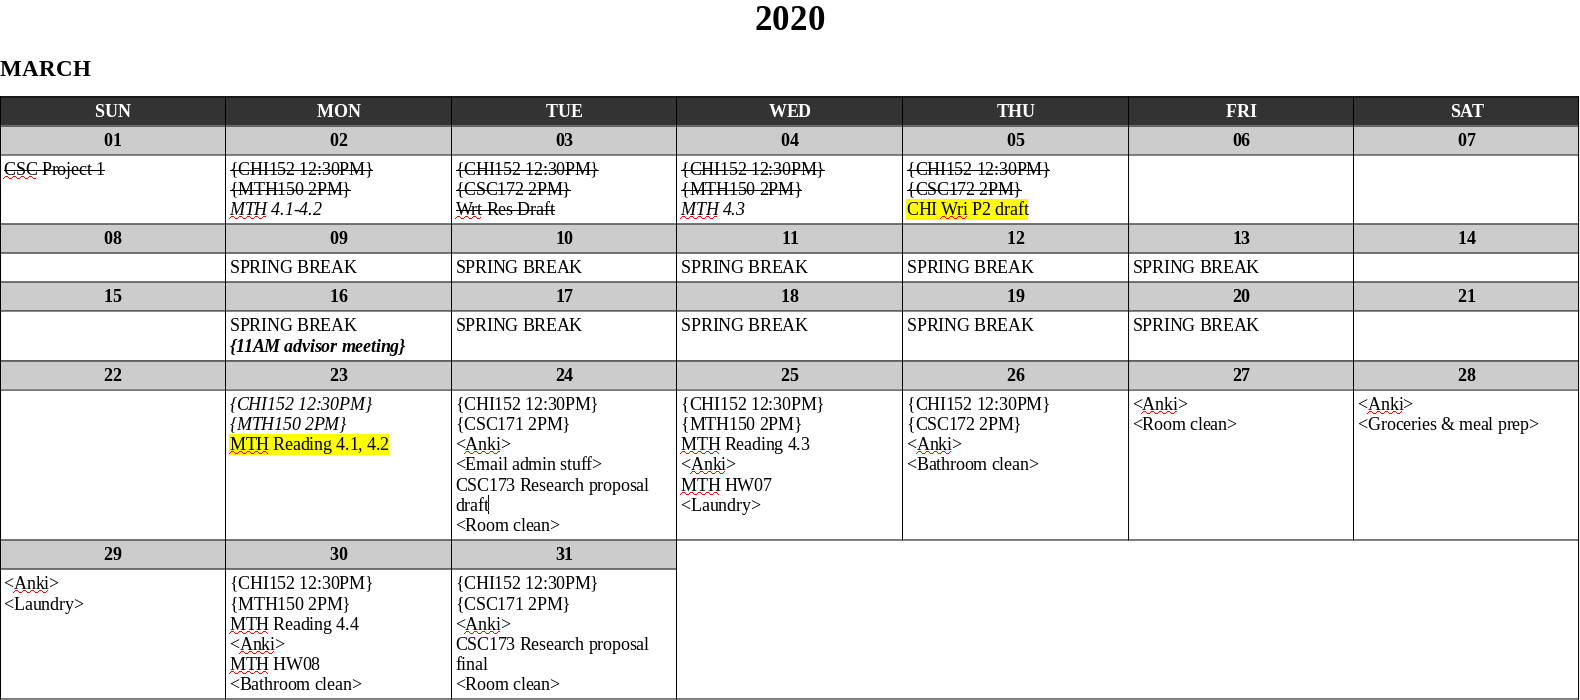 2020
MARCH
SUN MON TUE WED THU FRI SAT
01 02 03 04 05 06 07
CSC Project 1
{CHI152 12:30PM}
{MTH150 2PM}
MTH 4.1-4.2
{CHI152 12:30PM}
{CSC172 2PM}
Wrt Res Draft
{CHI152 12:30PM}
{MTH150 2PM}
MTH 4.3
{CHI152 12:30PM}
{CSC172 2PM}
CHI Wri P2 draft
08 09 10 11 12 13 14
SPRING BREAK
SPRING BREAK
SPRING BREAK
SPRING BREAK
SPRING BREAK
15 16 17 18 19 20 21
SPRING BREAK
{11AM advisor meeting}
SPRING BREAK
SPRING BREAK
SPRING BREAK
SPRING BREAK
22 23 24 25 26 27 28
{CHI152 12:30PM}
{MTH150 2PM}
MTH Reading 4.1, 4.2
{CHI152 12:30PM}
{CSC171 2PM}
<Anki>
<Email admin stuff>
CSC173 Research proposal
draft
<Room clean>
{CHI152 12:30PM}
{MTH150 2PM}
MTH Reading 4.3
<Anki>
MTH HW07
<Laundry>
{CHI152 12:30PM}
{CSC172 2PM}
<Anki>
<Bathroom clean>
<Anki>
<Room clean>
<Anki>
<Groceries & meal prep>
29 30 31
<Anki>
<Laundry>
{CHI152 12:30PM}
{MTH150 2PM}
MTH Reading 4.4
<Anki>
MTH HW08
<Bathroom clean>
{CHI152 12:30PM}
{CSC171 2PM}
<Anki>
CSC173 Research proposal
final
<Room clean>